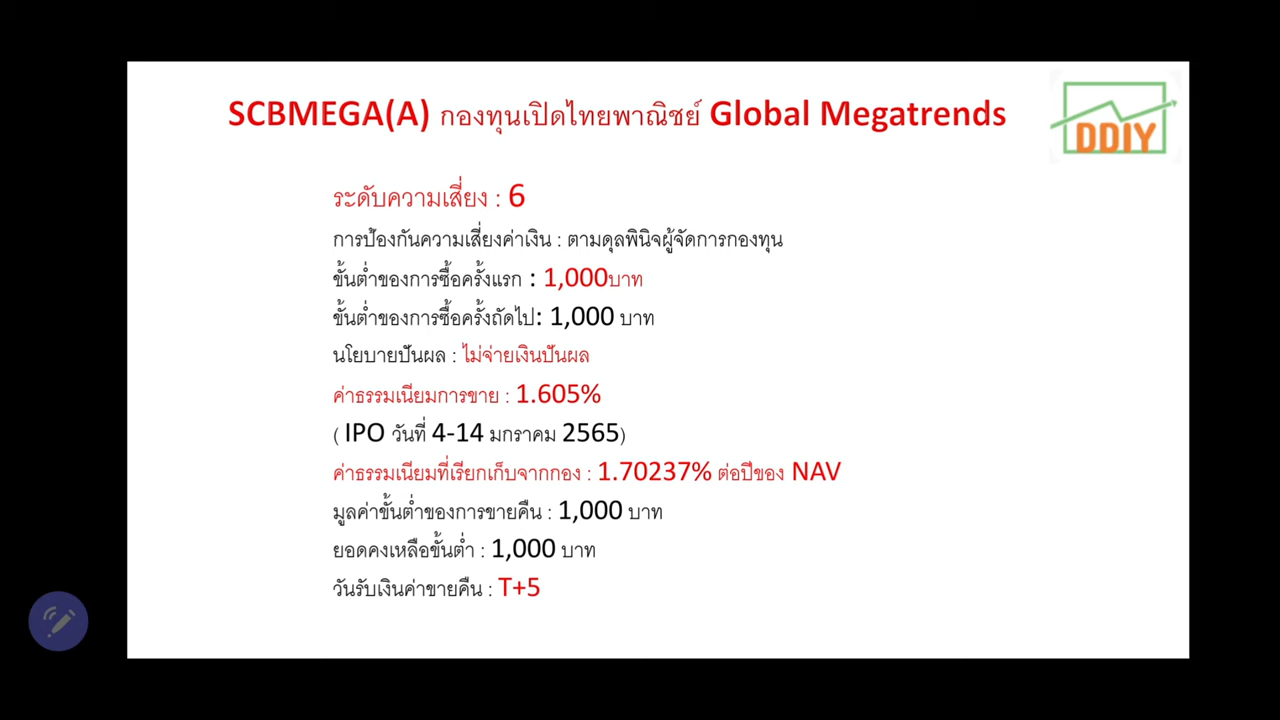 SCBMEGA(A) กองทุนเปิดไทยพาณิชย์ Global Megatrends
DDIY
ระดับความเสี่ยง : 6
การป้องกันความเสี่ยงค่าเงิน : ตามดุลพินิจผู้จัดการกองทุน
ขั้นต่ำของการซื้อครั้งแรก : 1,000บาท
ขั้นต่ำของการซื้อครั้งถัดไป: 1,000 บาท
นโยบายปันผล : ไม่จ่ายเงินปันผล
ค่าธรรมเนียมการขาย : 1.605%
( IPO วันที่ 4-14 มกราคม 2565)
ค่าธรรมเนียมที่เรียกเก็บจากกอง : 1.70237% ต่อปีของ NAV
มูลค่าขั้นต่ำของการขายคืน : 1,000 บาท
ยอดคงเหลือขั้นต่ำ : 1,000 บาท
วันรับเงินค่าขายคืน : T+5